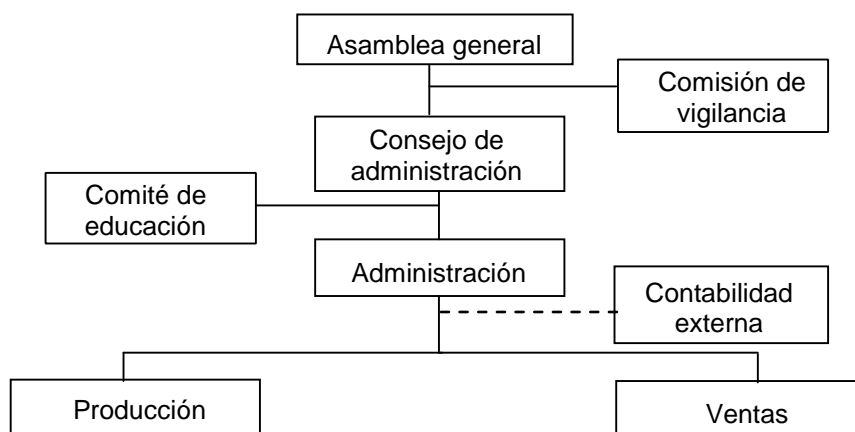 Asamblea general
Comisión de
vigilancia
Consejo de
administración
Comité de
educación
Administración
Contabilidad
externa
Producción
Ventas